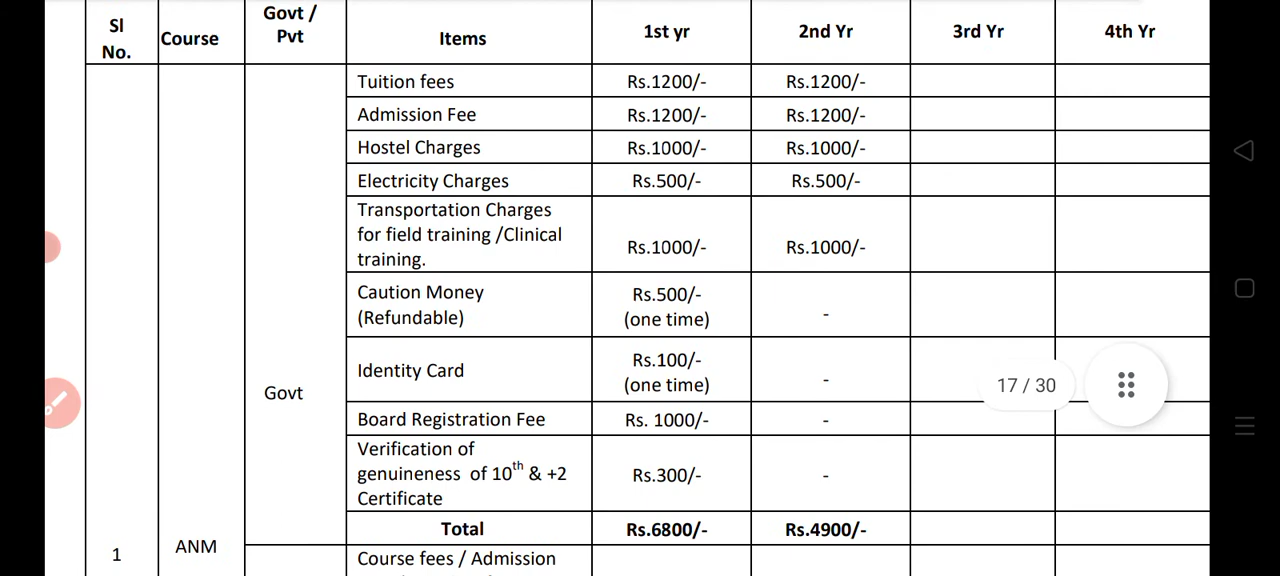 Sl No. Course Govt / Pvt Items 1st yr 2nd Yr 3rd Yr 4th Yr
Tuition fees Rs.1200/- Rs.1200/-
Admission Fee Rs.1200/- Rs.1200/-
Hostel Charges Rs.1000/- Rs.1000/-
Electricity Charges Rs.500/- Rs.500/-
Transportation Charges
for field training /Clinical
training. Rs.1000/- Rs.1000/-
Caution Money
(Refundable) Rs.500/-
(one time) -
Identity Card Rs.100/-
(one time) -
17 / 30
Govt
Board Registration Fee Rs. 1000/- -
Verification of
genuineness of 10th & +2
Certificate Rs.300/- -
Total Rs.6800/- Rs.4900/-
1 ANM
Course fees / Admission